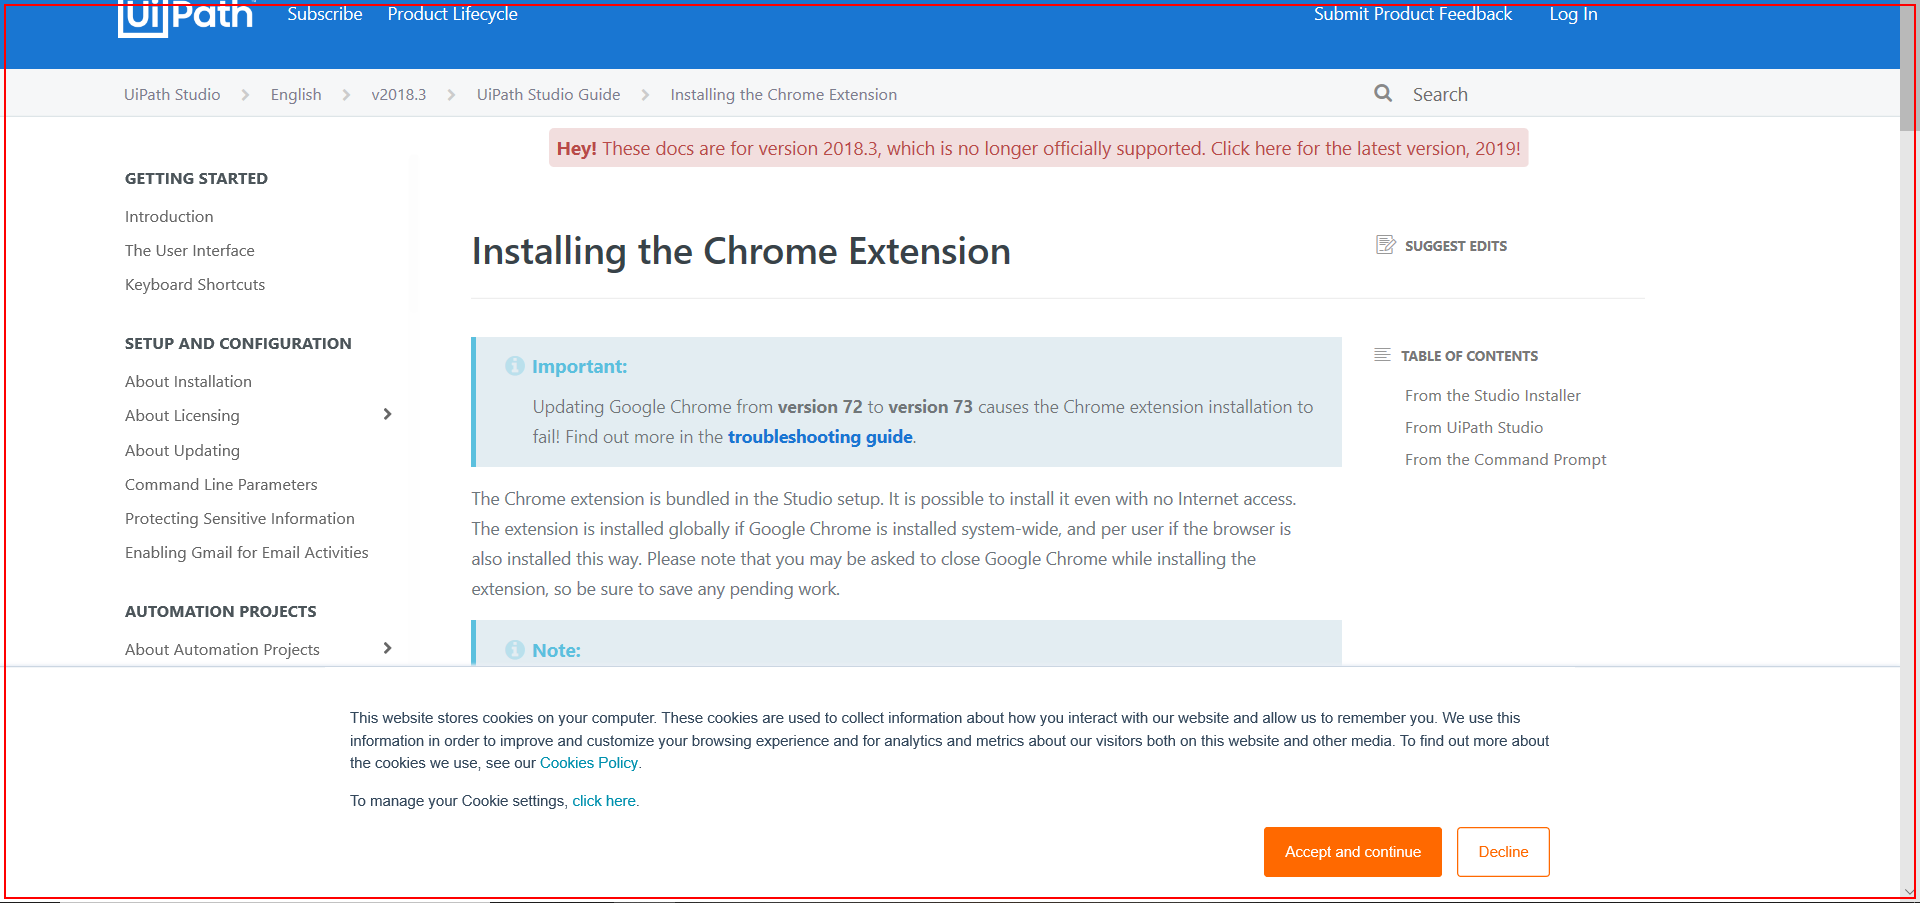 UiPath Subscribe Product Lifecycle Submit Product Feedback Log In
UiPath Studio English v2018.3 UiPath Studio Guide Installing the Chrome Extension Search
Hey! These docs are for version 2018.3, which is no longer officially supported. Click here for the latest version, 2019!
GETTING STARTED
Introduction
The User Interface
Keyboard Shortcuts
SETUP AND CONFIGURATION
About Installation
About Licensing
About Updating
Command Line Parameters
Protecting Sensitive Information
Enabling Gmail for Email Activities
AUTOMATION PROJECTS
About Automation Projects
Installing the Chrome Extension
SUGGEST EDITS
Important:
Updating Google Chrome from version 72 to version 73 causes the Chrome extension installation to
fail! Find out more in the troubleshooting guide.
The Chrome extension is bundled in the Studio setup. It is possible to install it even with no Internet access.
The extension is installed globally if Google Chrome is installed system-wide, and per user if the browser is
also installed this way. Please note that you may be asked to close Google Chrome while installing the
extension, so be sure to save any pending work.
Note:
TABLE OF CONTENTS
From the Studio Installer
From UiPath Studio
From the Command Prompt
This website stores cookies on your computer. These cookies are used to collect information about how you interact with our website and allow us to remember you. We use this
information in order to improve and customize your browsing experience and for analytics and metrics about our visitors both on this website and other media. To find out more about
the cookies we use, see our Cookies Policy.
To manage your Cookie settings, click here.
Accept and continue Decline